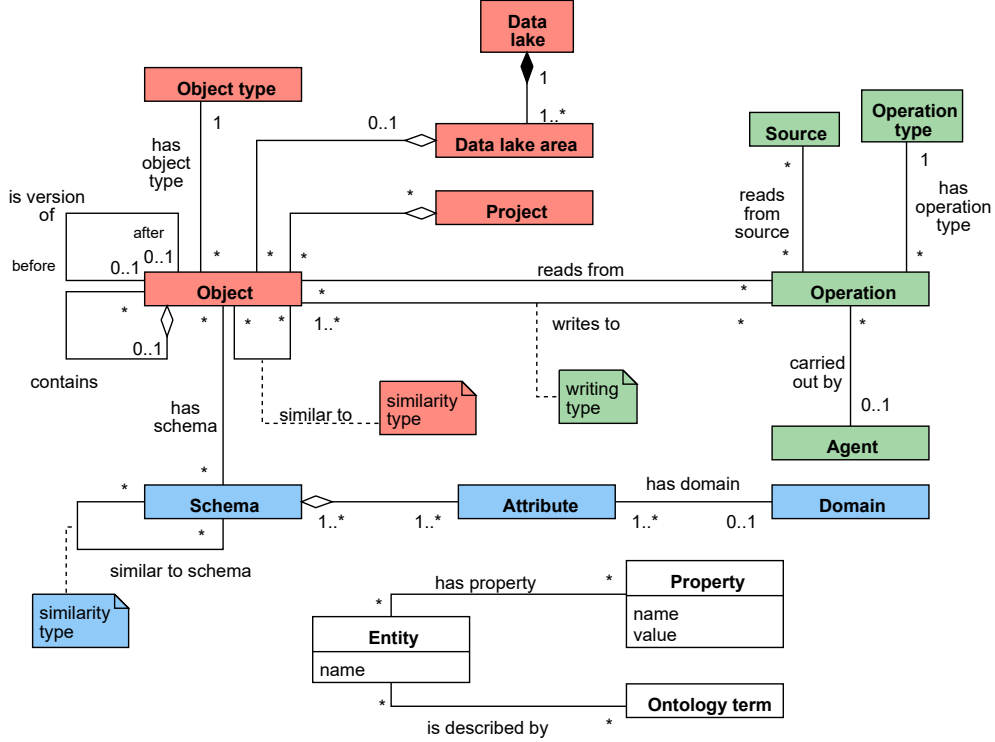 Data
lake
1
1..*
Object type
1
has
object
type
0..1
Data lake area
Source
Operation
type
*
1
*
Project
reads
from
source
has
operation
type
is version
of
after
0..1
before
0..1
*
*
*
*
*
Object
reads from
Operation
*
*
*
0..1
*
*
*
1..*
writes to
*
*
contains
carried
out by
0..1
has
schema
similar to
similarity
type
writing
type
Agent
*
*
Schema
1..*
1..*
Attribute
has domain
1..*
0..1
Domain
*
similar to schema
similarity
type
has property
*
*
Property
name
value
Entity
name
*
is described by
*
Ontology term